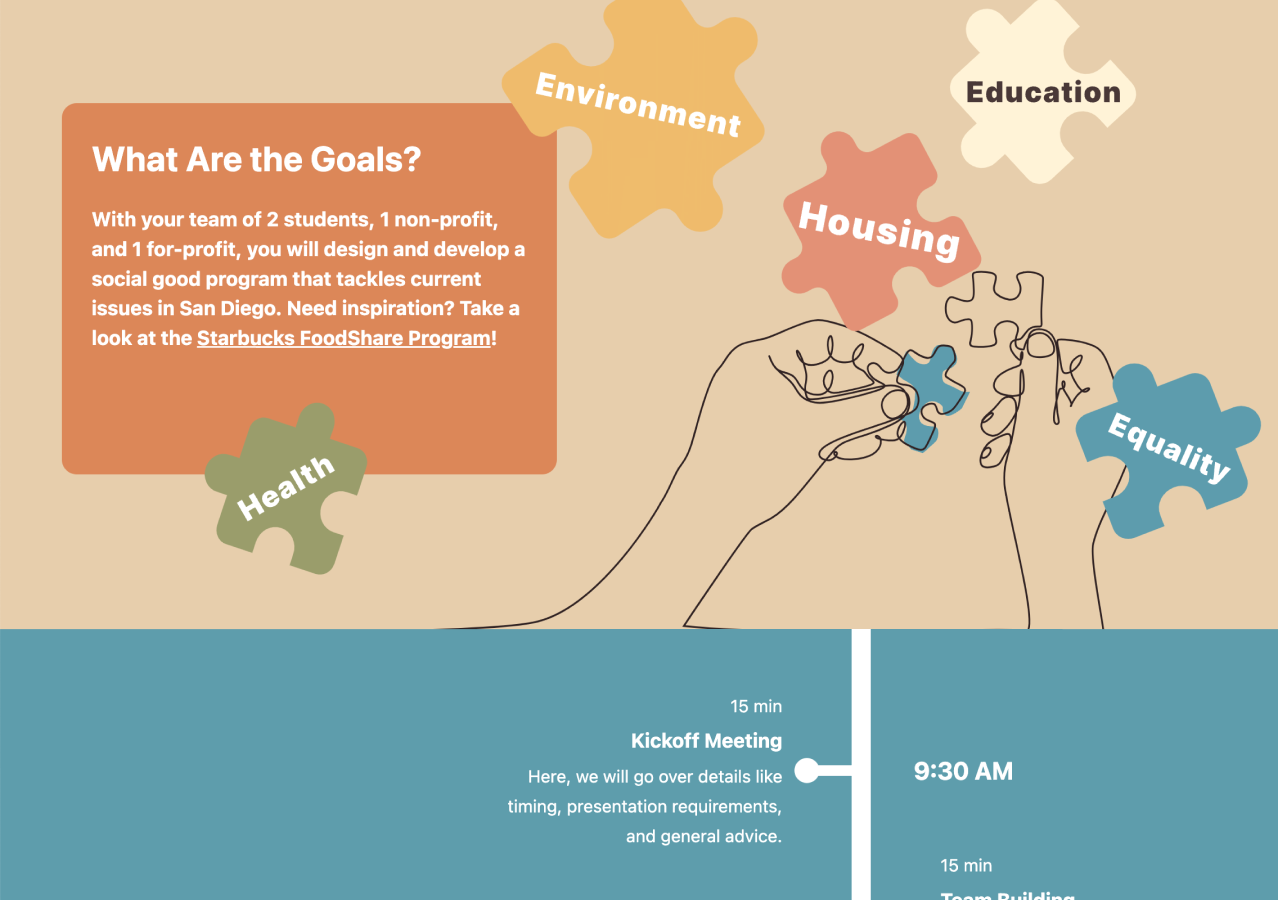 Environment
Education
What Are the Goals?
With your team of 2 students, 1 non-profit,
and 1 for-profit, you will design and develop a
social good program that tackles current
issues in San Diego. Need inspiration? Take a
look at the Starbucks FoodShare Program!
Housing
Equality
Health
15 min
Kickoff Meeting
Here, we will go over details like
timing, presentation requirements,
and general advice.
9:30 AM
15 min
Team Building